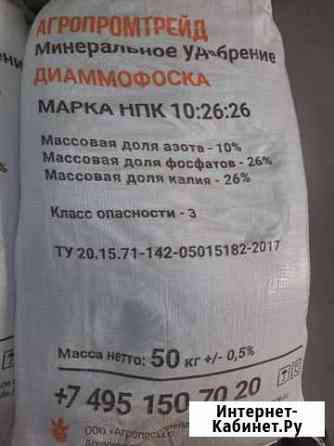 АГРОПРОМТРЕЙД
Минеральное удобрение
ДИАММОФОСКА
МАРКА НПК 10:26:26
Массовая доля азота - 10%
Массовая доля фосфатов - 26%
Массовая доля калия - 26%
Класс опасности - 3
ТУ 20.15.71-142-05015182-2017
Масса нетто: 50 кг +/- 0,5%
+7 495 150 70 20
ООО
Интернет-
Кабинет.Ру